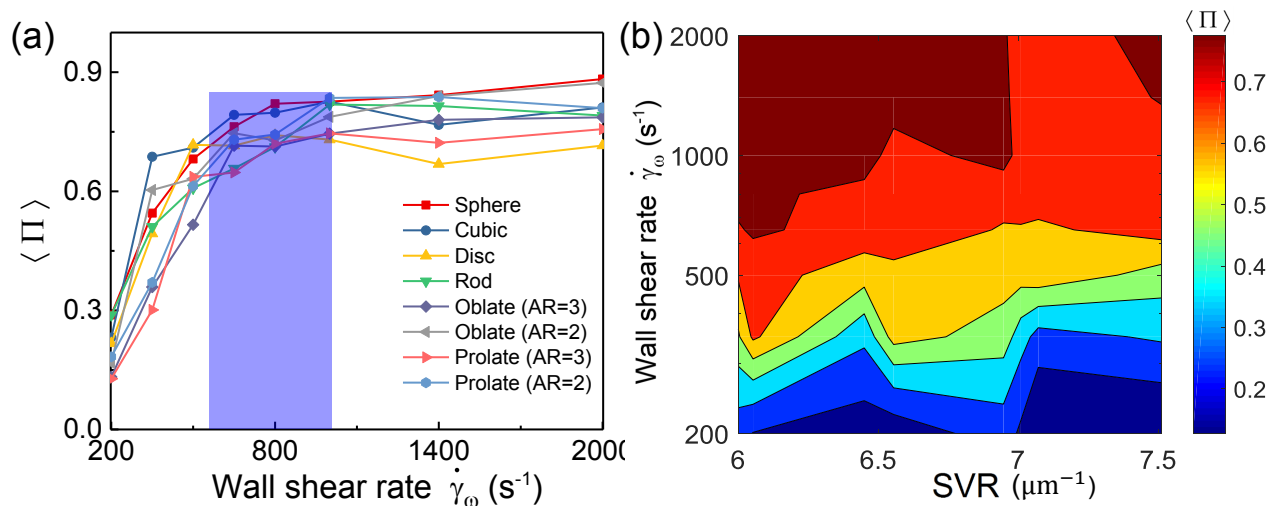 (a)
⟨ Π ⟩
0.9
0.6
0.3
0.0
200
800
1400
2000
Wall shear rate γ̇ω (s⁻¹)
Sphere
Cubic
Disc
Rod
Oblate (AR=3)
Oblate (AR=2)
Prolate (AR=3)
Prolate (AR=2)
(b)
Wall shear rate γ̇ω (s⁻¹)
2000
1000
500
200
6
6.5
7
7.5
SVR (μm⁻¹)
⟨ Π ⟩
0.7
0.6
0.5
0.4
0.3
0.2